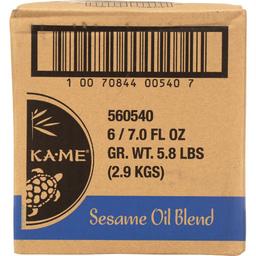 1 00 70844 00540 7
560540
6 / 7.0 FL OZ
GR. WT. 5.8 LBS
(2.9 KGS)
KA·ME
Sesame Oil Blend